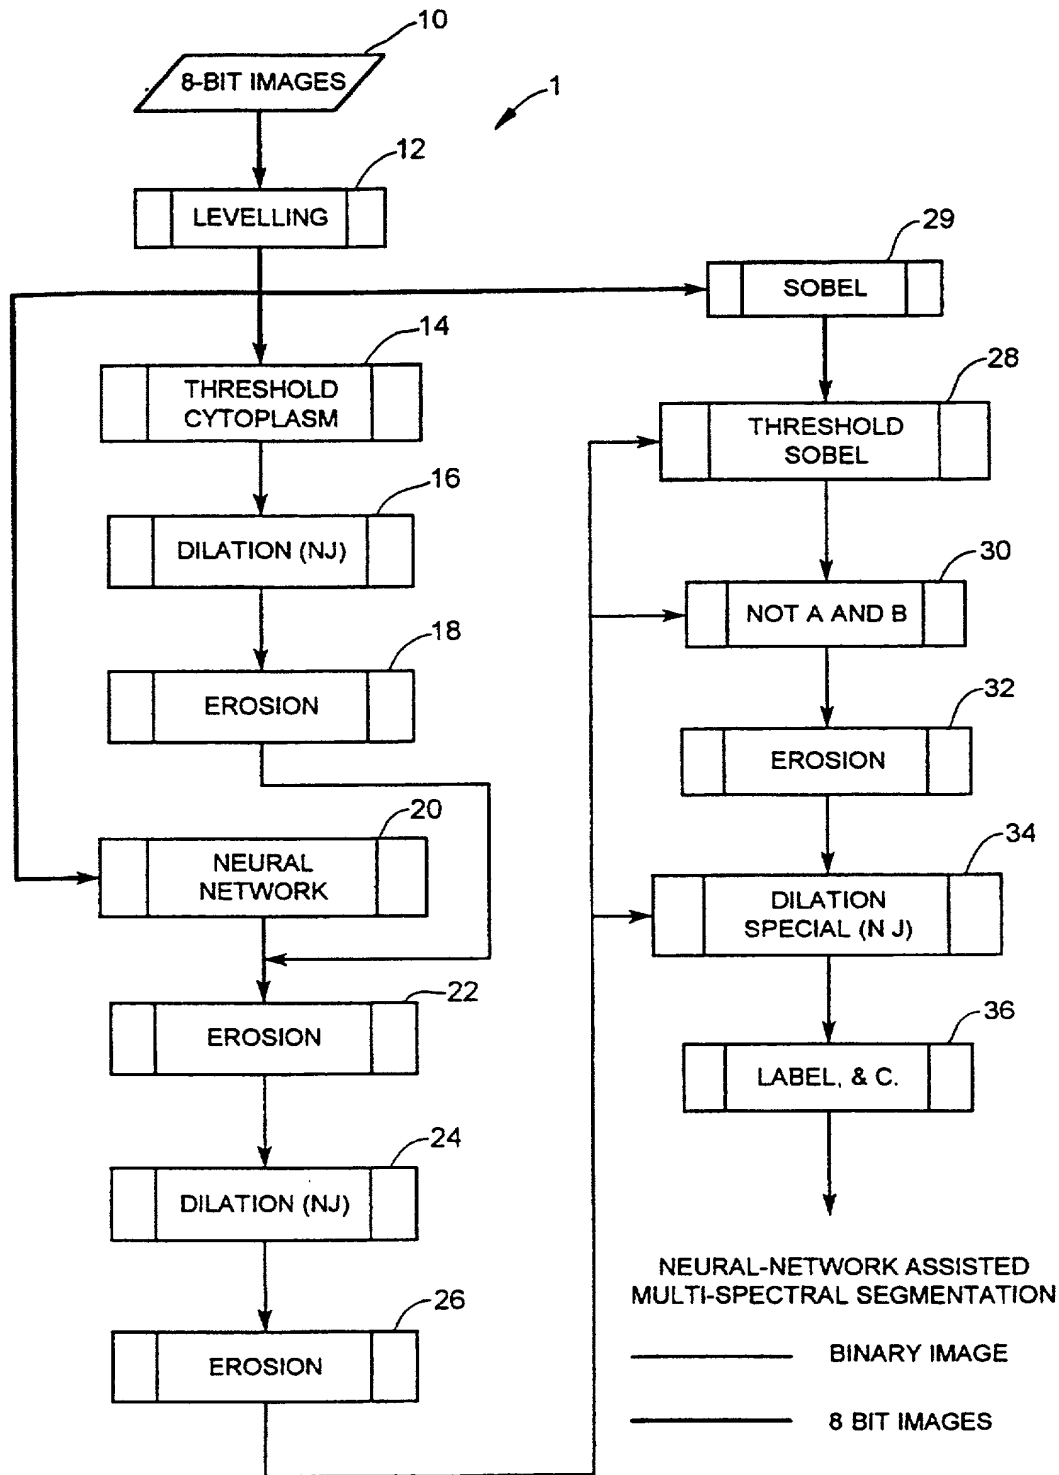 10
8-BIT IMAGES
1
12
LEVELLING
29
SOBEL
14
THRESHOLD
CYTOPLASM
28
THRESHOLD
SOBEL
16
DILATION (NJ)
30
NOT A AND B
18
EROSION
32
EROSION
20
NEURAL
NETWORK
34
DILATION
SPECIAL (N J)
22
EROSION
36
LABEL, & C.
24
DILATION (NJ)
26
EROSION
NEURAL-NETWORK ASSISTED
MULTI-SPECTRAL SEGMENTATION
BINARY IMAGE
8 BIT IMAGES